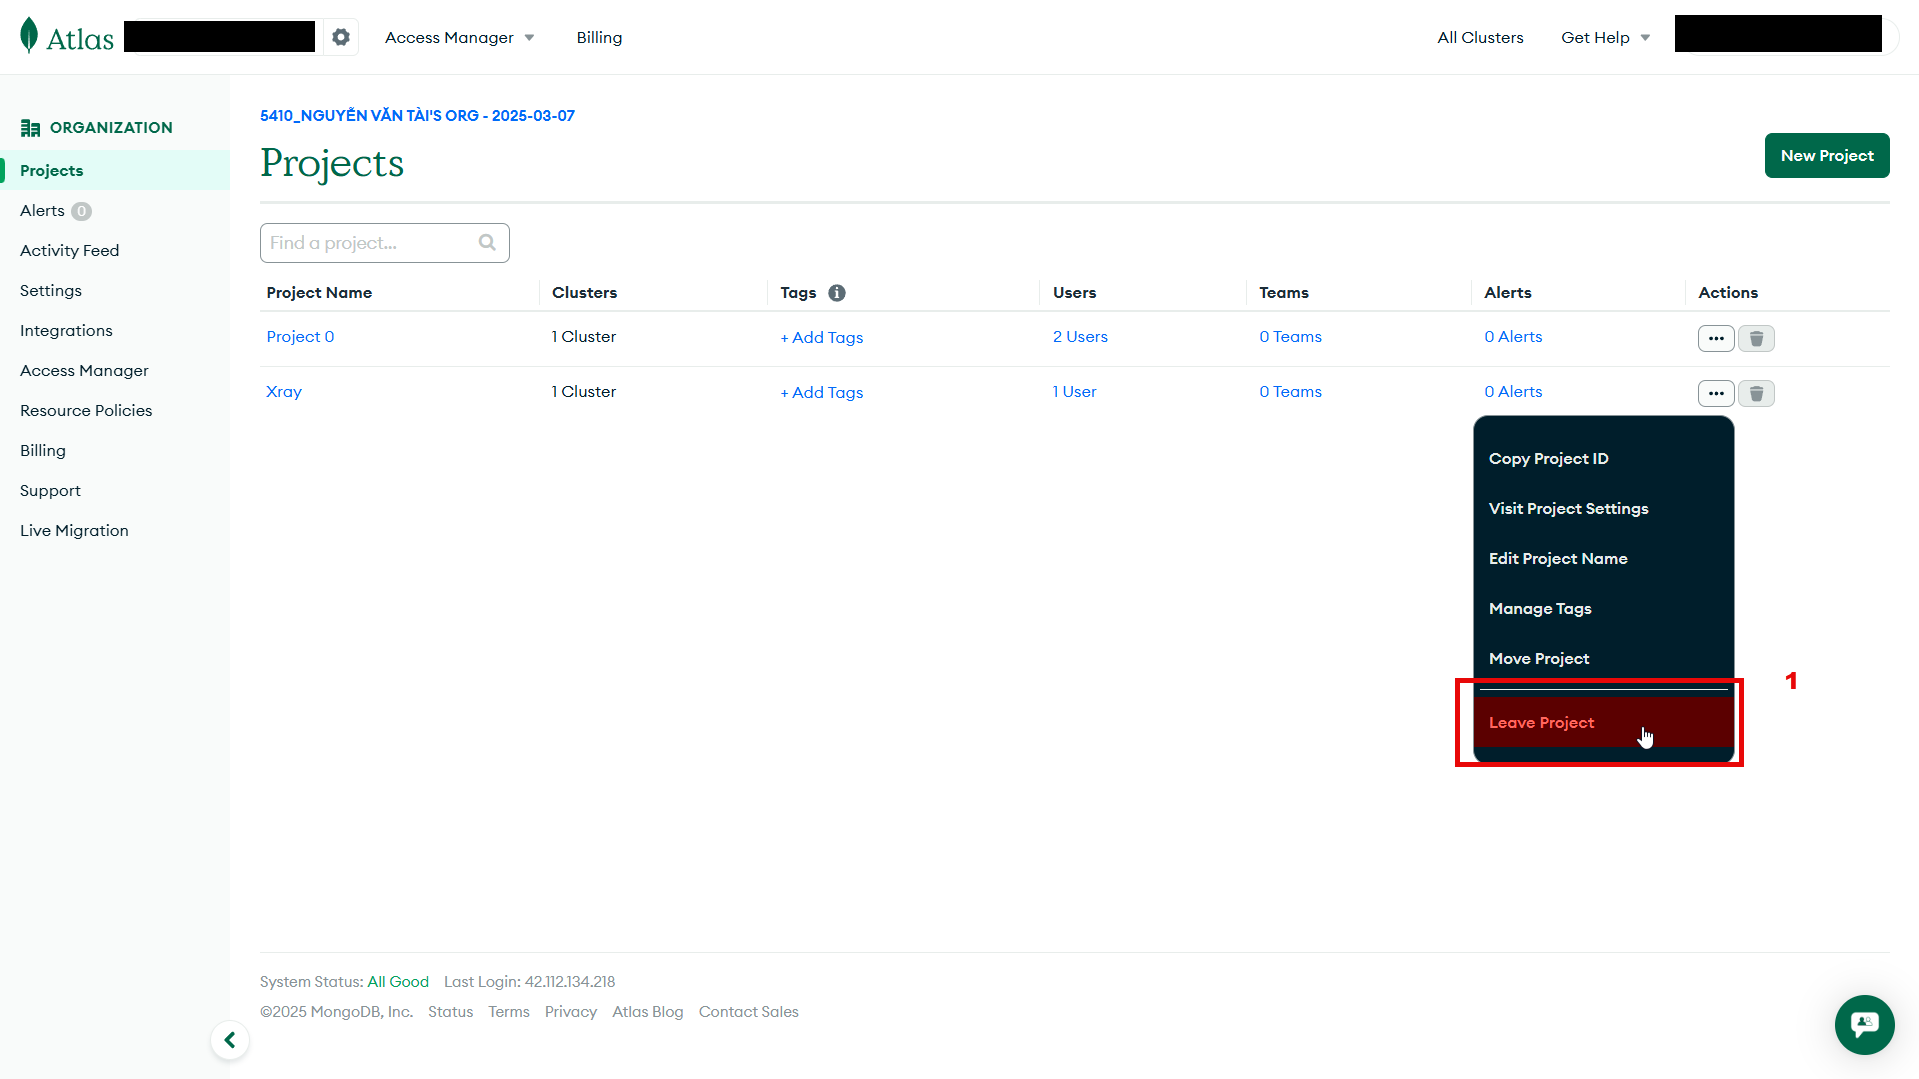 Atlas
Access Manager
Billing
All Clusters
Get Help
ORGANIZATION
Projects
Alerts 0
Activity Feed
Settings
Integrations
Access Manager
Resource Policies
Billing
Support
Live Migration
5410_NGUYỄN VĂN TÀI'S ORG - 2025-03-07
Projects
New Project
Find a project...
Project Name Clusters Tags Users Teams Alerts Actions
Project 0 1 Cluster + Add Tags 2 Users 0 Teams 0 Alerts
Xray 1 Cluster + Add Tags 1 User 0 Teams 0 Alerts
Copy Project ID
Visit Project Settings
Edit Project Name
Manage Tags
Move Project
1
Leave Project
System Status: All Good Last Login: 42.112.134.218
©2025 MongoDB, Inc. Status Terms Privacy Atlas Blog Contact Sales